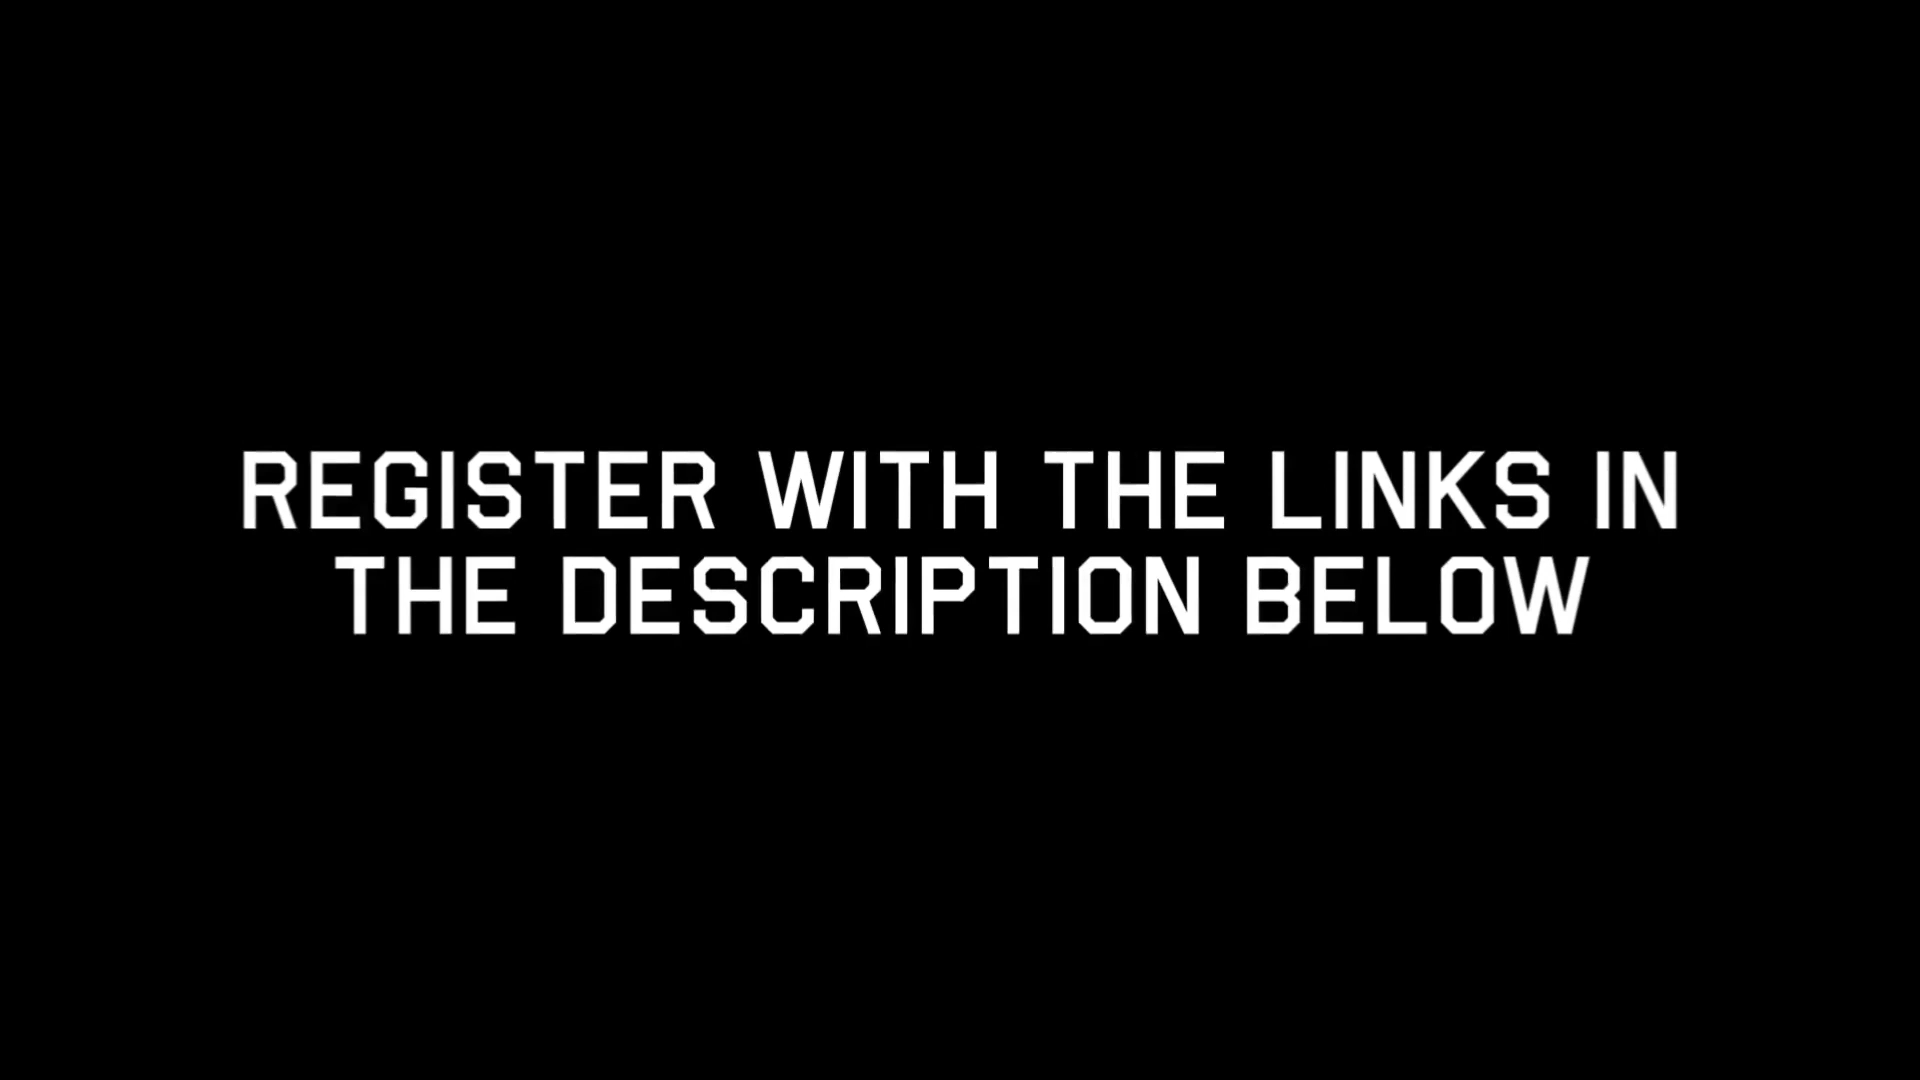 REGISTER WITH THE LINKS IN
THE DESCRIPTION BELOW